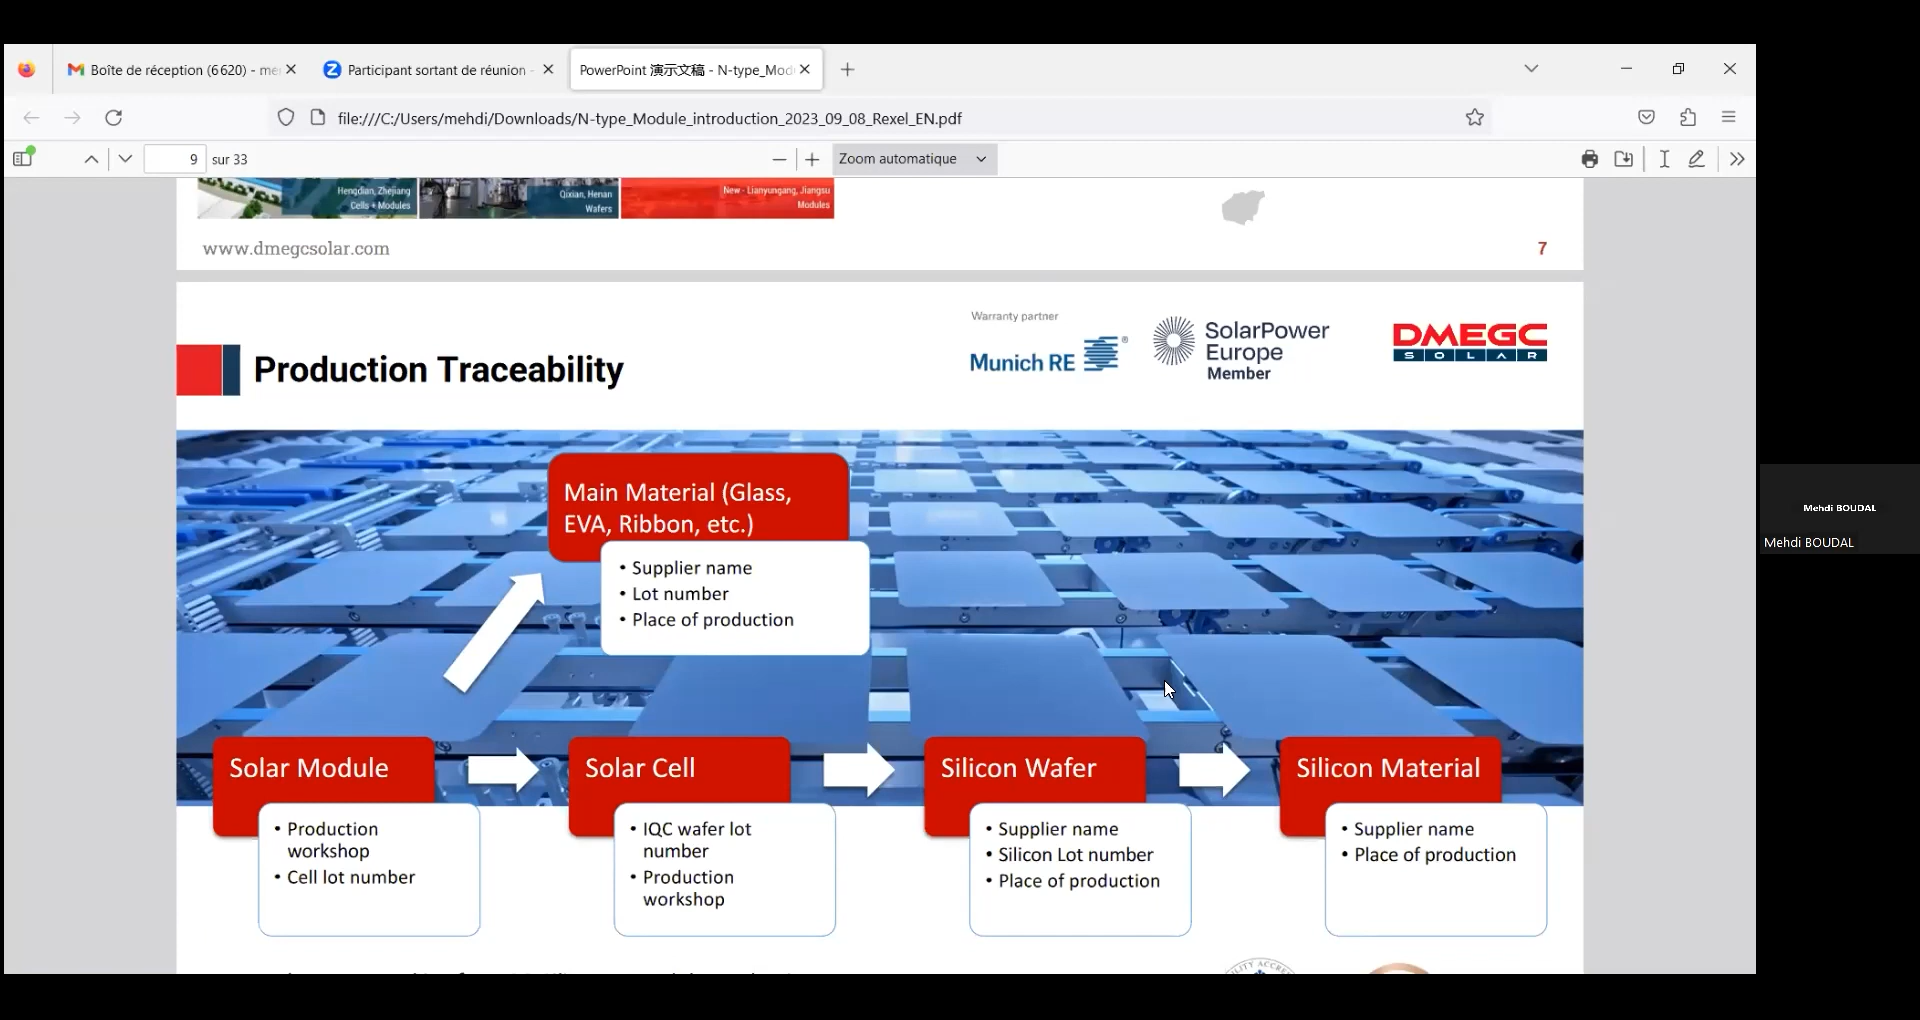 Boîte de réception (6 620) - me
Participant sortant de réunion -
PowerPoint 演示文稿 - N-type_Mod
file:///C:/Users/mehdi/Downloads/N-type_Module_introduction_2023_09_08_Rexel_EN.pdf
9 sur 33
Zoom automatique
Hengdian, Zhejiang
Cells + Modules
Qixian, Henan
Wafers
New - Lianyungang, Jiangsu
Modules
www.dmegcsolar.com
7
Production Traceability
Warranty partner
Munich RE
®
SolarPower
Europe
Member
DMEGC
SOLAR
Main Material (Glass,
EVA, Ribbon, etc.)
• Supplier name
• Lot number
• Place of production
Solar Module
• Production
workshop
• Cell lot number
Solar Cell
• IQC wafer lot
number
• Production
workshop
Silicon Wafer
• Supplier name
• Silicon Lot number
• Place of production
Silicon Material
• Supplier name
• Place of production
Mehdi BOUDAL
Mehdi BOUDAL